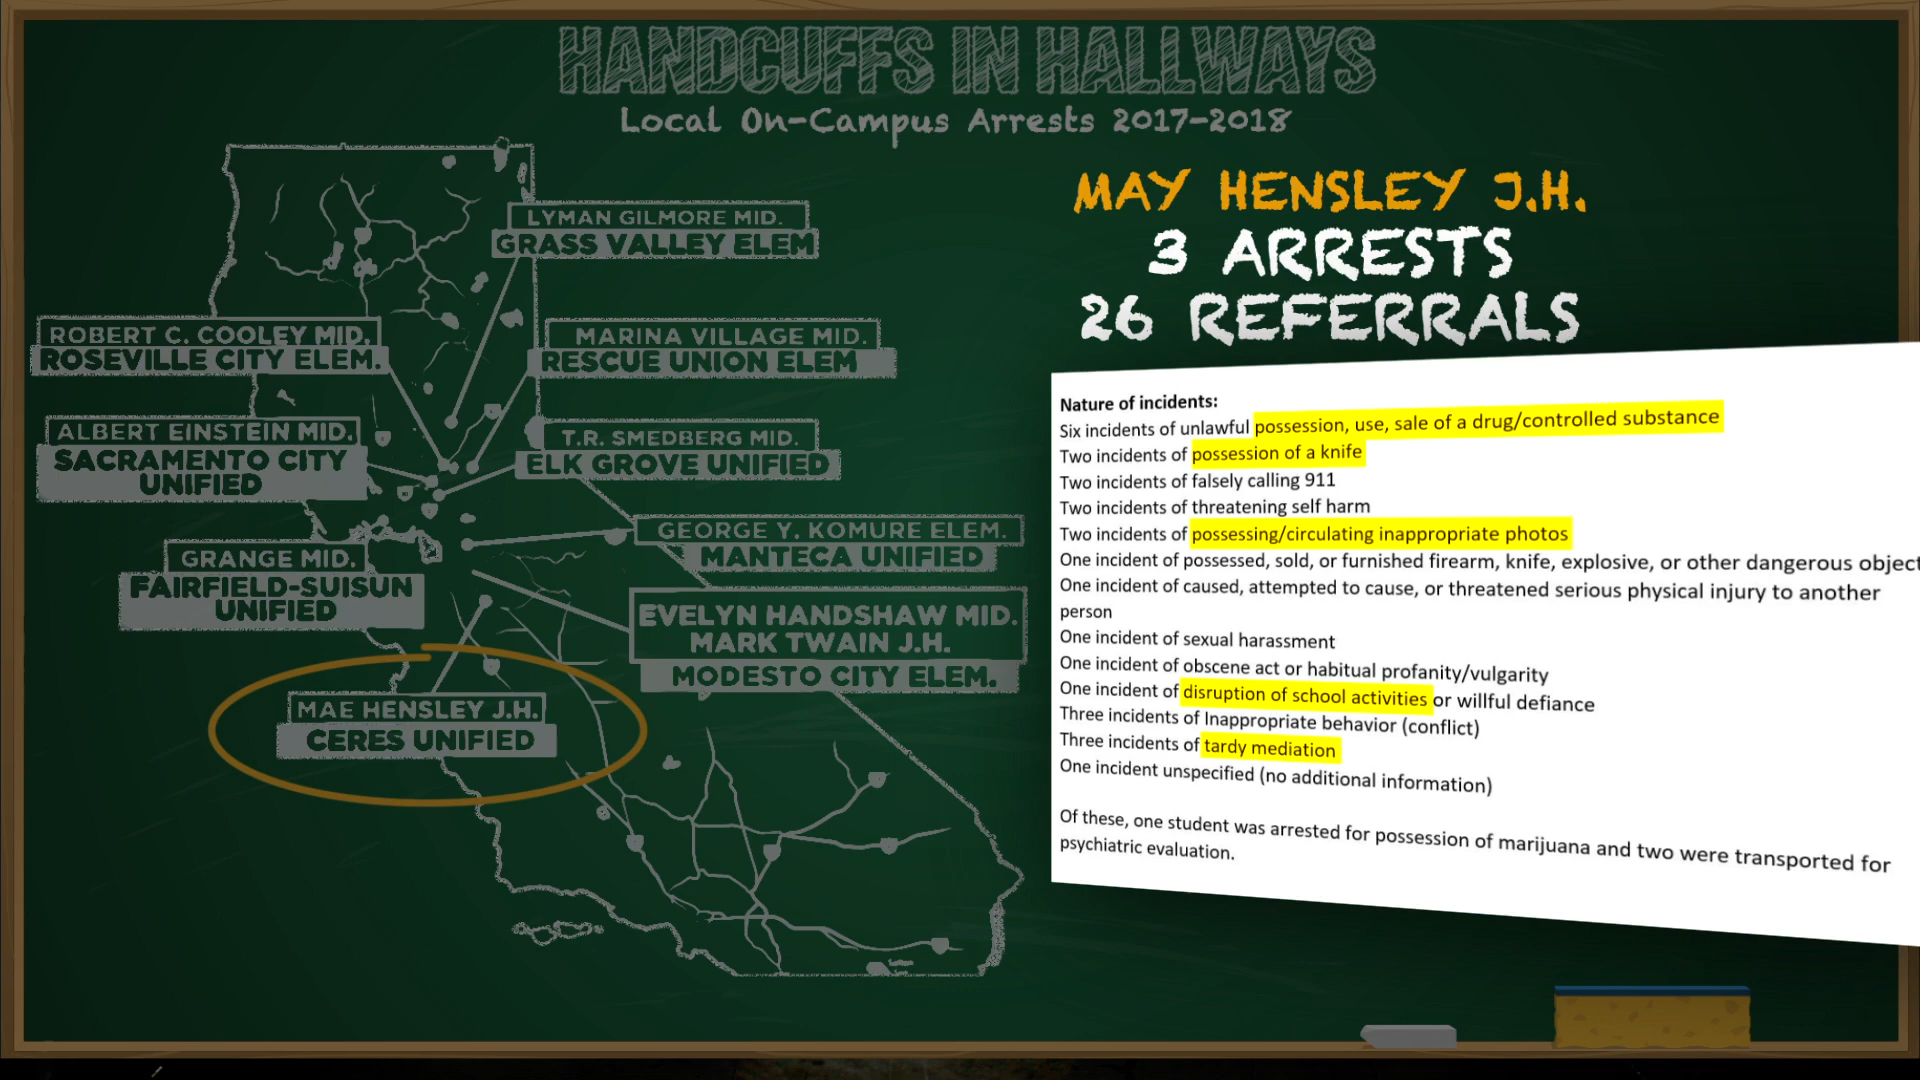 HANDCUFFS IN HALLWAYS
Local On-Campus Arrests 2017-2018
LYMAN GILMORE MID.
GRASS VALLEY ELEM
ROBERT C. COOLEY MID.
ROSEVILLE CITY ELEM.
MARINA VILLAGE MID.
RESCUE UNION ELEM
ALBERT EINSTEIN MID.
SACRAMENTO CITY
UNIFIED
T.R. SMEDBERG MID.
ELK GROVE UNIFIED
GEORGE Y. KOMURE ELEM.
MANTECA UNIFIED
GRANGE MID.
FAIRFIELD-SUISUN
UNIFIED
EVELYN HANDSHAW MID.
MARK TWAIN J.H.
MODESTO CITY ELEM.
MAE HENSLEY J.H.
CERES UNIFIED
MAY HENSLEY J.H.
3 ARRESTS
26 REFERRALS
Nature of incidents:
Six incidents of unlawful possession, use, sale of a drug/controlled substance
Two incidents of possession of a knife
Two incidents of falsely calling 911
Two incidents of threatening self harm
Two incidents of possessing/circulating inappropriate photos
One incident of possessed, sold, or furnished firearm, knife, explosive, or other dangerous object
One incident of caused, attempted to cause, or threatened serious physical injury to another
person
One incident of sexual harassment
One incident of obscene act or habitual profanity/vulgarity
One incident of disruption of school activities or willful defiance
Three incidents of Inappropriate behavior (conflict)
Three incidents of tardy mediation
One incident unspecified (no additional information)
Of these, one student was arrested for possession of marijuana and two were transported for
psychiatric evaluation.